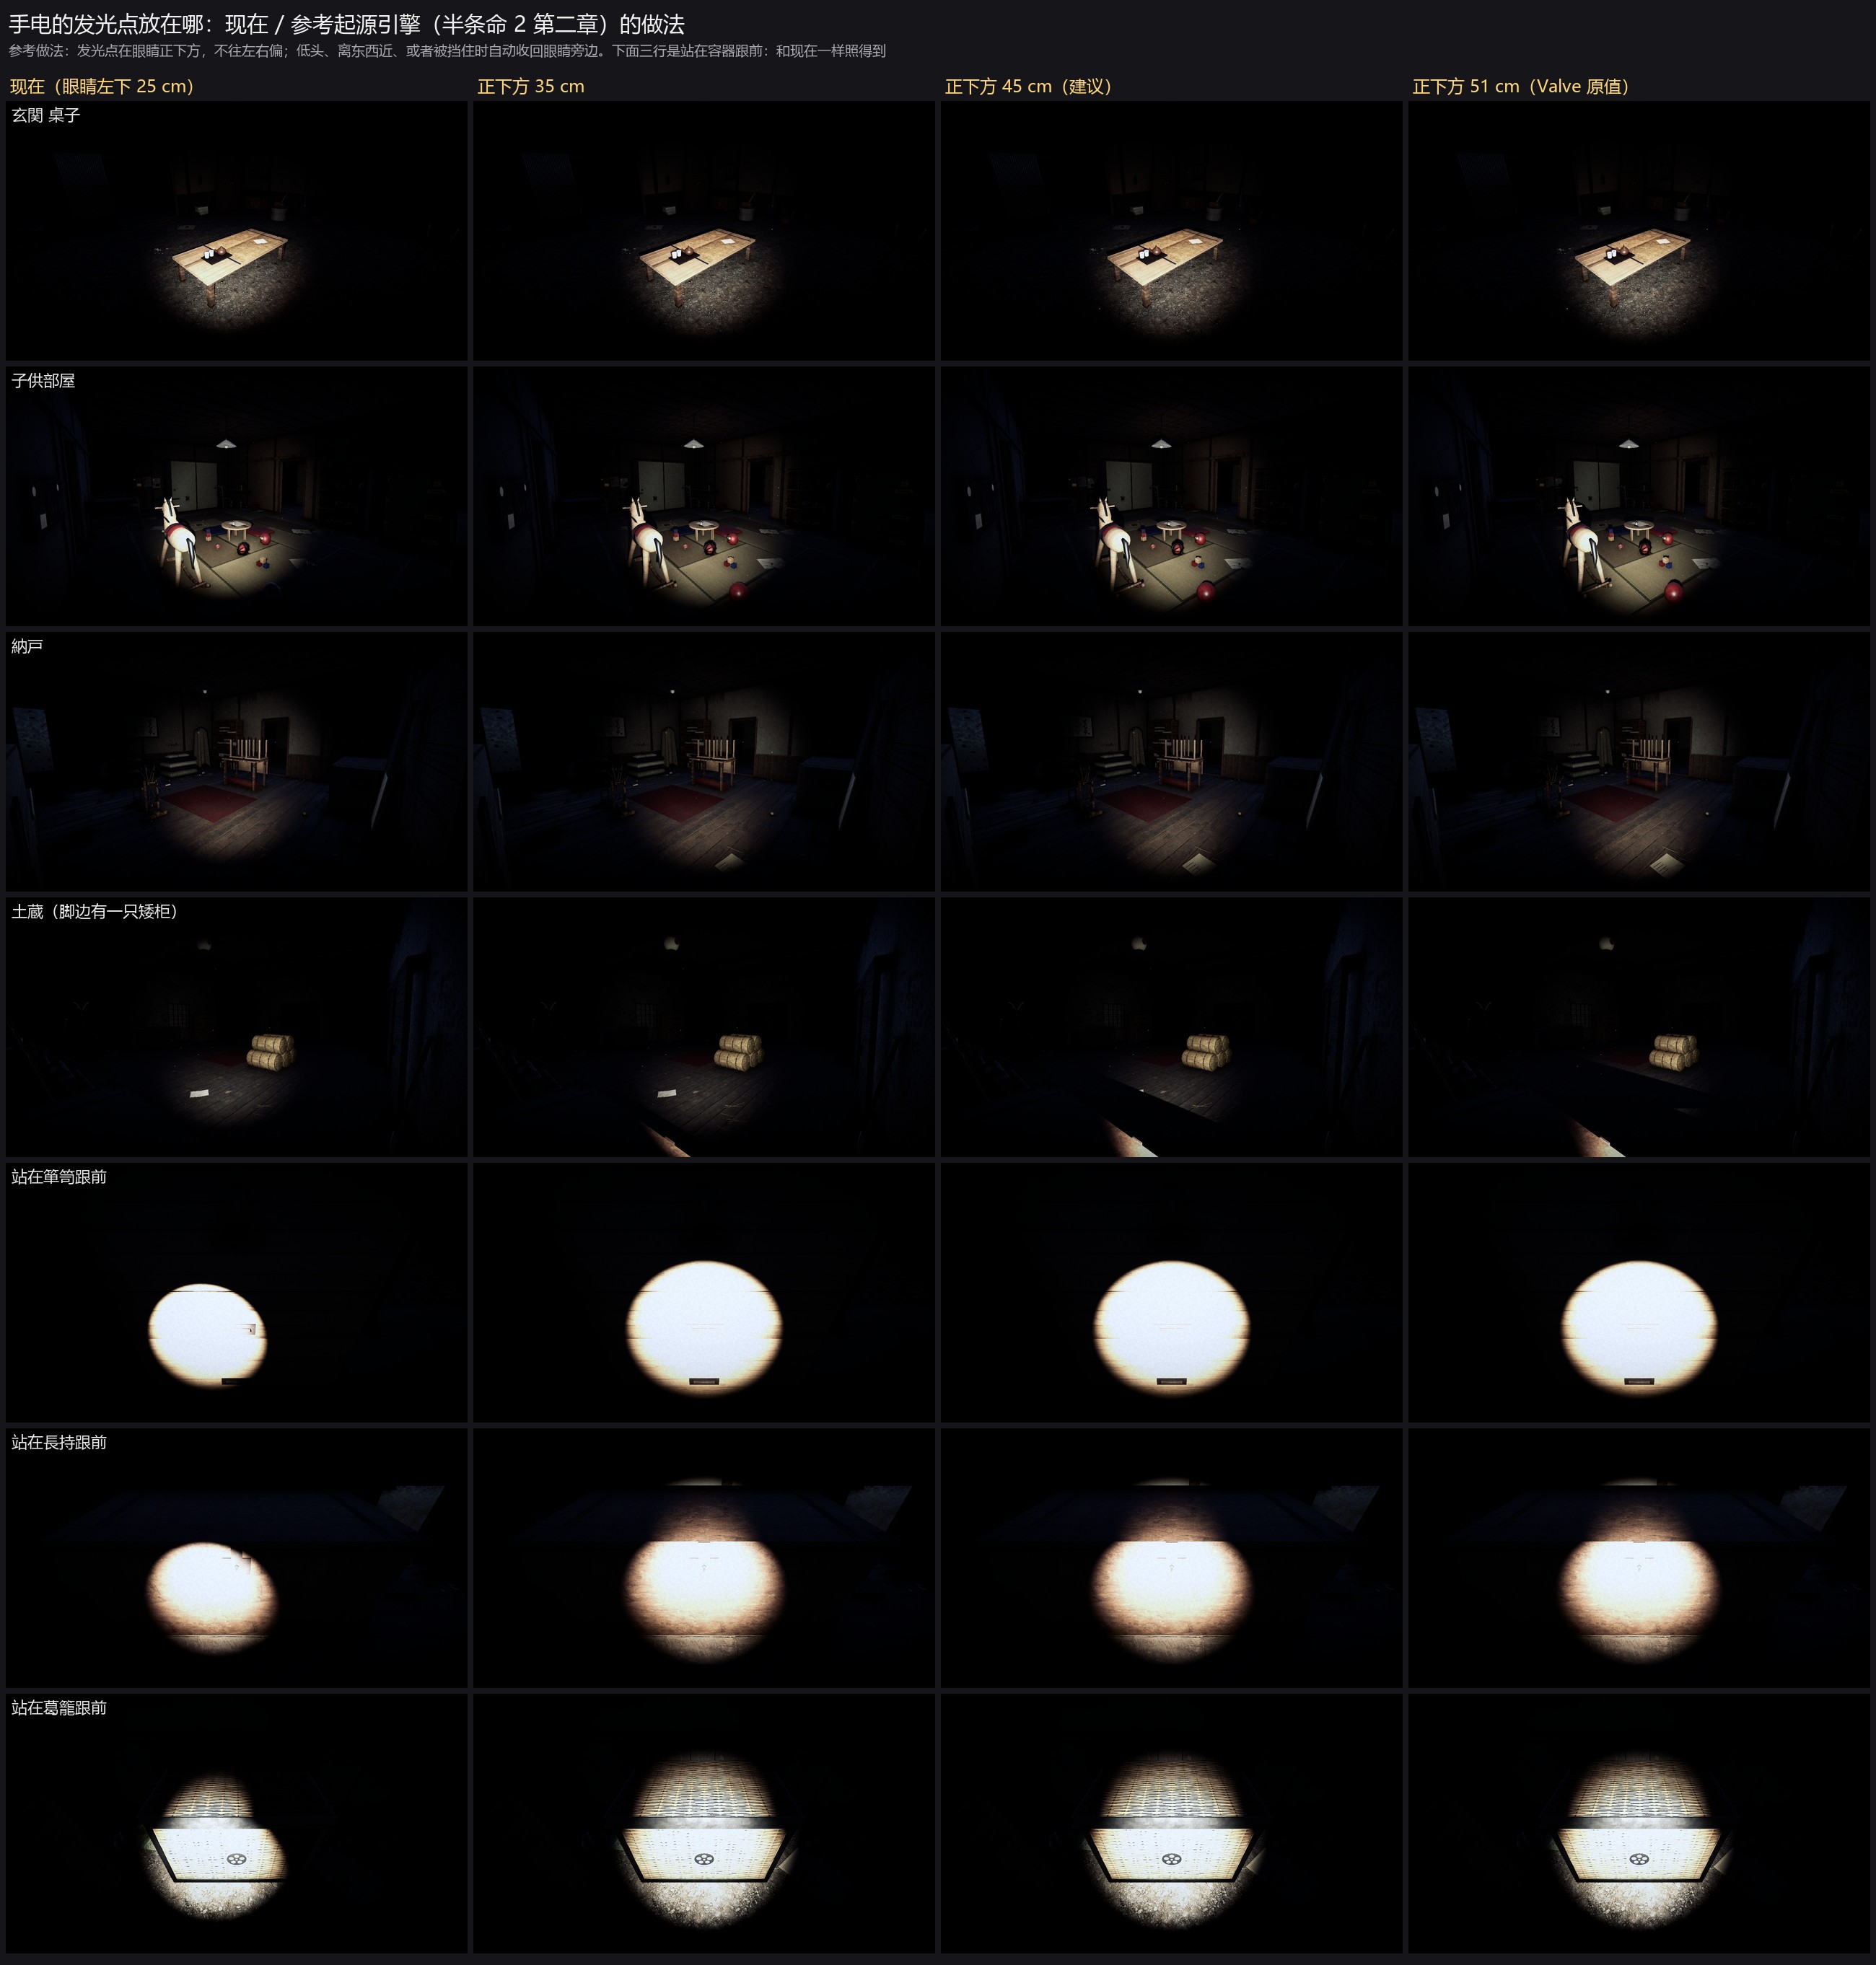 手电的发光点放在哪：现在 / 参考起源引擎（半条命 2 第二章）的做法
参考做法：发光点在眼睛正下方，不往左右偏；低头、离东西近、或者被挡住时自动收回眼睛旁边。下面三行是站在容器跟前：和现在一样照得到
现在（眼睛左下 25 cm）
正下方 35 cm
正下方 45 cm（建议）
正下方 51 cm（Valve 原值）
玄関 桌子
子供部屋
納戸
土蔵（脚边有一只矮柜）
站在箪笥跟前
站在長持跟前
站在葛籠跟前